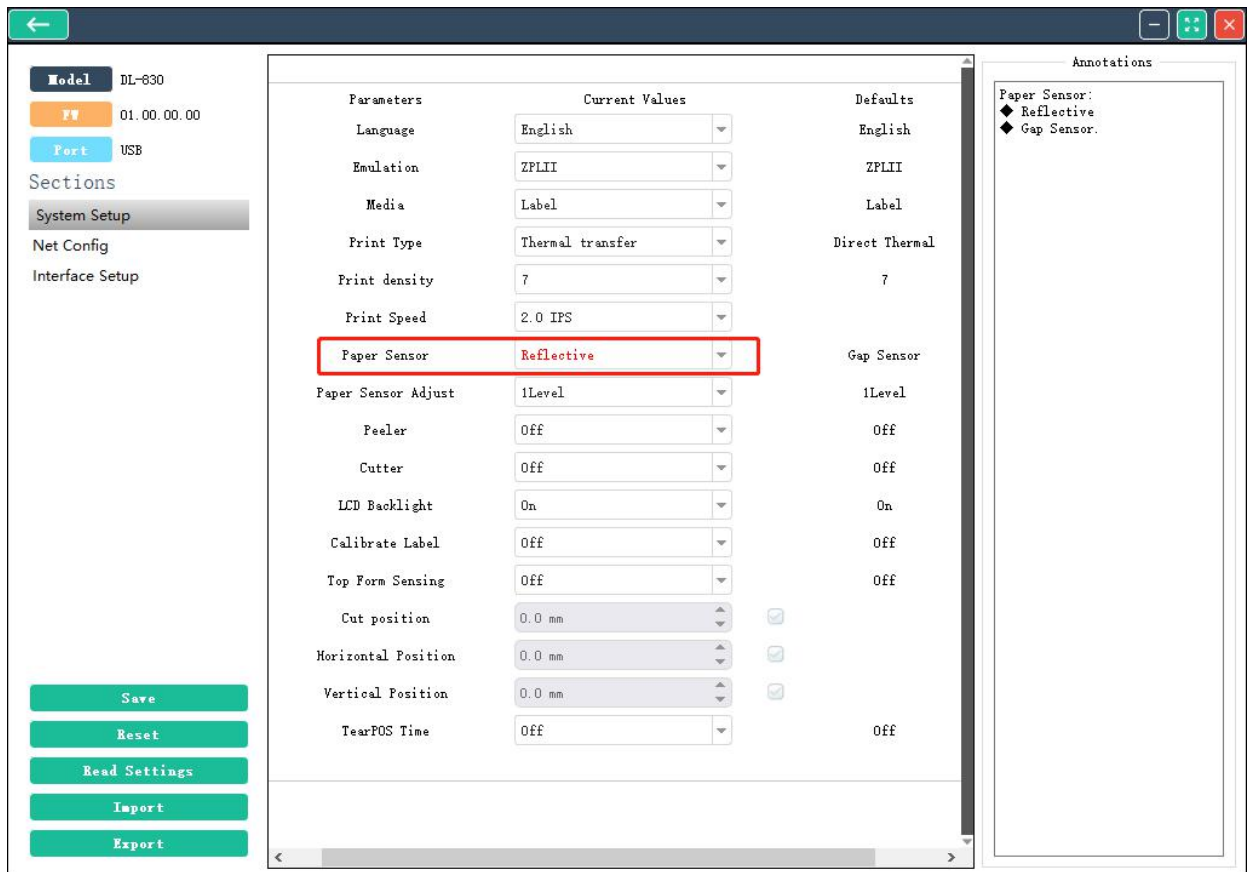 Model DL-830
FW 01.00.00.00
Port USB
Sections
System Setup
Net Config
Interface Setup
Save
Reset
Read Settings
Import
Export
Parameters Current Values Defaults
Language English English
Emulation ZPLII ZPLII
Media Label Label
Print Type Thermal transfer Direct Thermal
Print density 7 7
Print Speed 2.0 IPS
Paper Sensor Reflective Gap Sensor
Paper Sensor Adjust 1Level 1Level
Peeler Off Off
Cutter Off Off
LCD Backlight On On
Calibrate Label Off Off
Top Form Sensing Off Off
Cut position 0.0 mm
Horizontal Position 0.0 mm
Vertical Position 0.0 mm
TearPOS Time Off Off
Annotations
Paper Sensor:
◆ Reflective
◆ Gap Sensor.